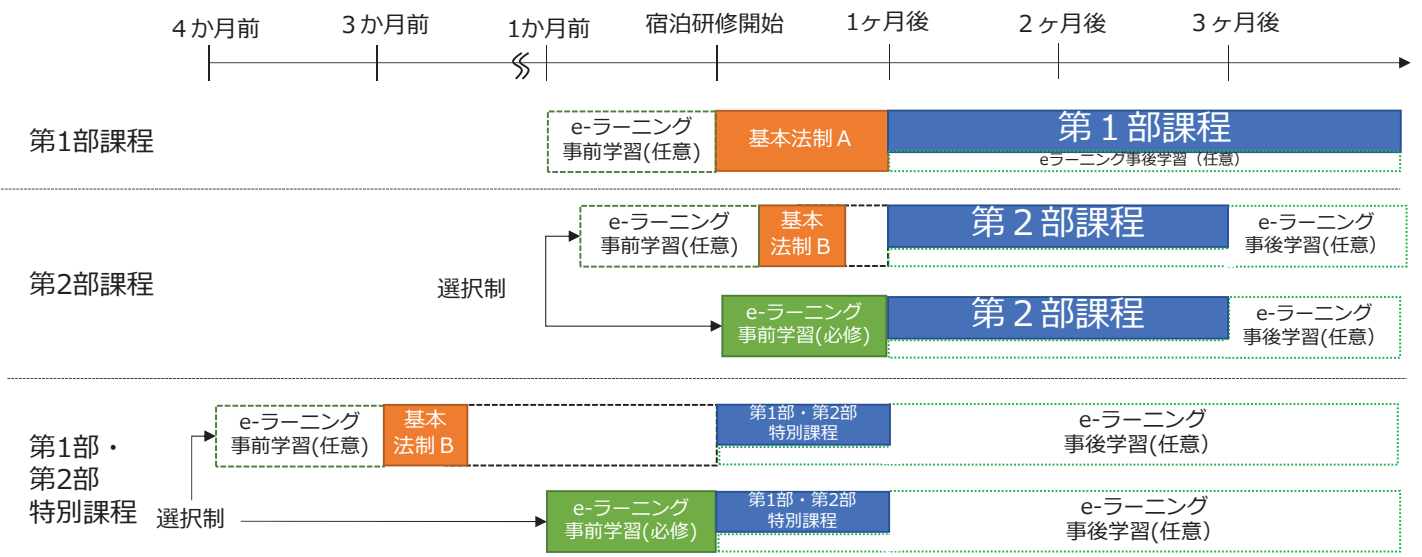 4か月前
3か月前
1か月前
宿泊研修開始
1ヶ月後
2ヶ月後
3ヶ月後
第1部課程
e-ラーニング
事前学習(任意)
基本法制A
第1部課程
eラーニング事後学習（任意）
第2部課程
選択制
e-ラーニング
事前学習(任意)
基本
法制B
第2部課程
e-ラーニング
事後学習(任意）
e-ラーニング
事前学習(必修)
第2部課程
e-ラーニング
事後学習(任意）
第1部・
第2部
特別課程
選択制
e-ラーニング
事前学習(任意)
基本
法制B
第1部・第2部
特別課程
e-ラーニング
事後学習(任意）
e-ラーニング
事前学習(必修)
第1部・第2部
特別課程
e-ラーニング
事後学習(任意）